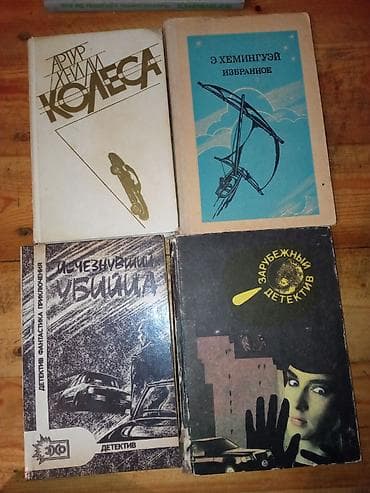 АРТУР
ХЕЙЛИ
КОЛЕСА
Э. ХЕМИНГУЭЙ
ИЗБРАННОЕ
ДЕТЕКТИВ ФАНТАСТИКА ПРИКЛЮЧЕНИЯ
ИСЧЕЗНУВШИЙ
УБИЙЦА
ДЕТЕКТИВ
ЗАРУБЕЖНЫЙ
ДЕТЕКТИВ